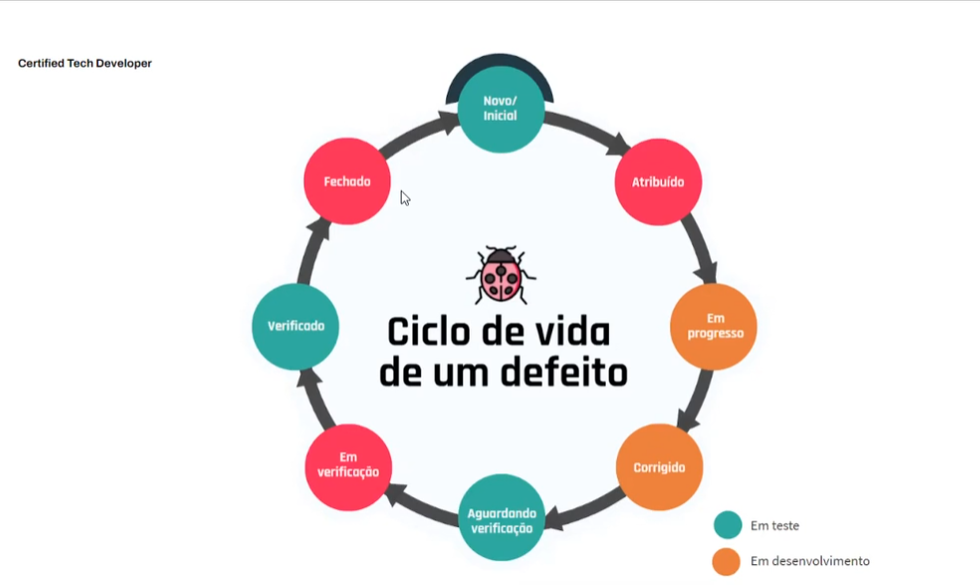 Certified Tech Developer
Novo/
Inicial
Atribuído
Em
progresso
Corrigido
Aguardando
verificação
Em
verificação
Verificado
Fechado
Ciclo de vida
de um defeito
Em teste
Em desenvolvimento